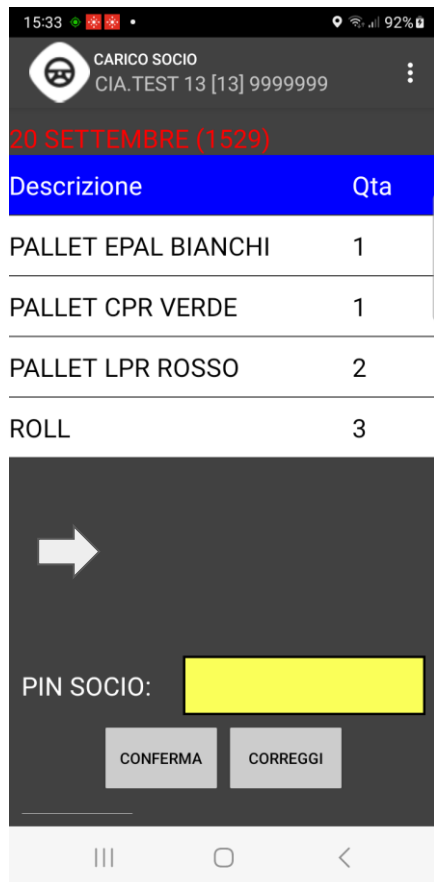 15:33 92%
CARICO SOCIO
CIA.TEST 13 [13] 9999999
20 SETTEMBRE (1529)
Descrizione Qta
PALLET EPAL BIANCHI 1
PALLET CPR VERDE 1
PALLET LPR ROSSO 2
ROLL 3
PIN SOCIO:
CONFERMA CORREGGI